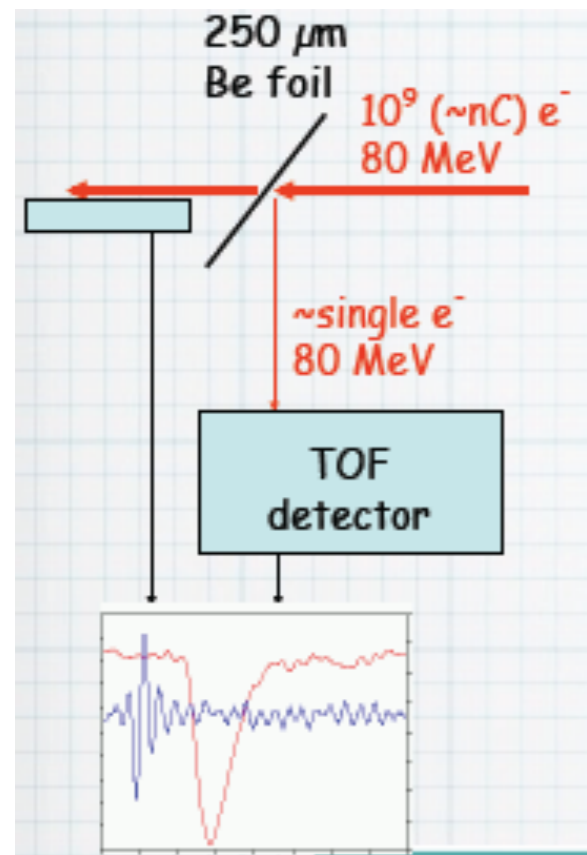 250 μm
Be foil
10⁹ (~nC) e⁻
80 MeV
~single e⁻
80 MeV
TOF
detector